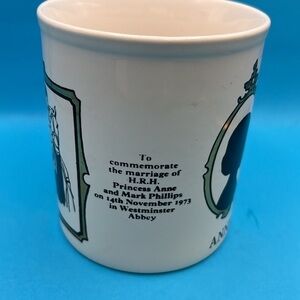 To
commemorate
the marriage of
H.R.H.
Princess Anne
and Mark Phillips
on 14th November 1973
in Westminster
Abbey
ANN